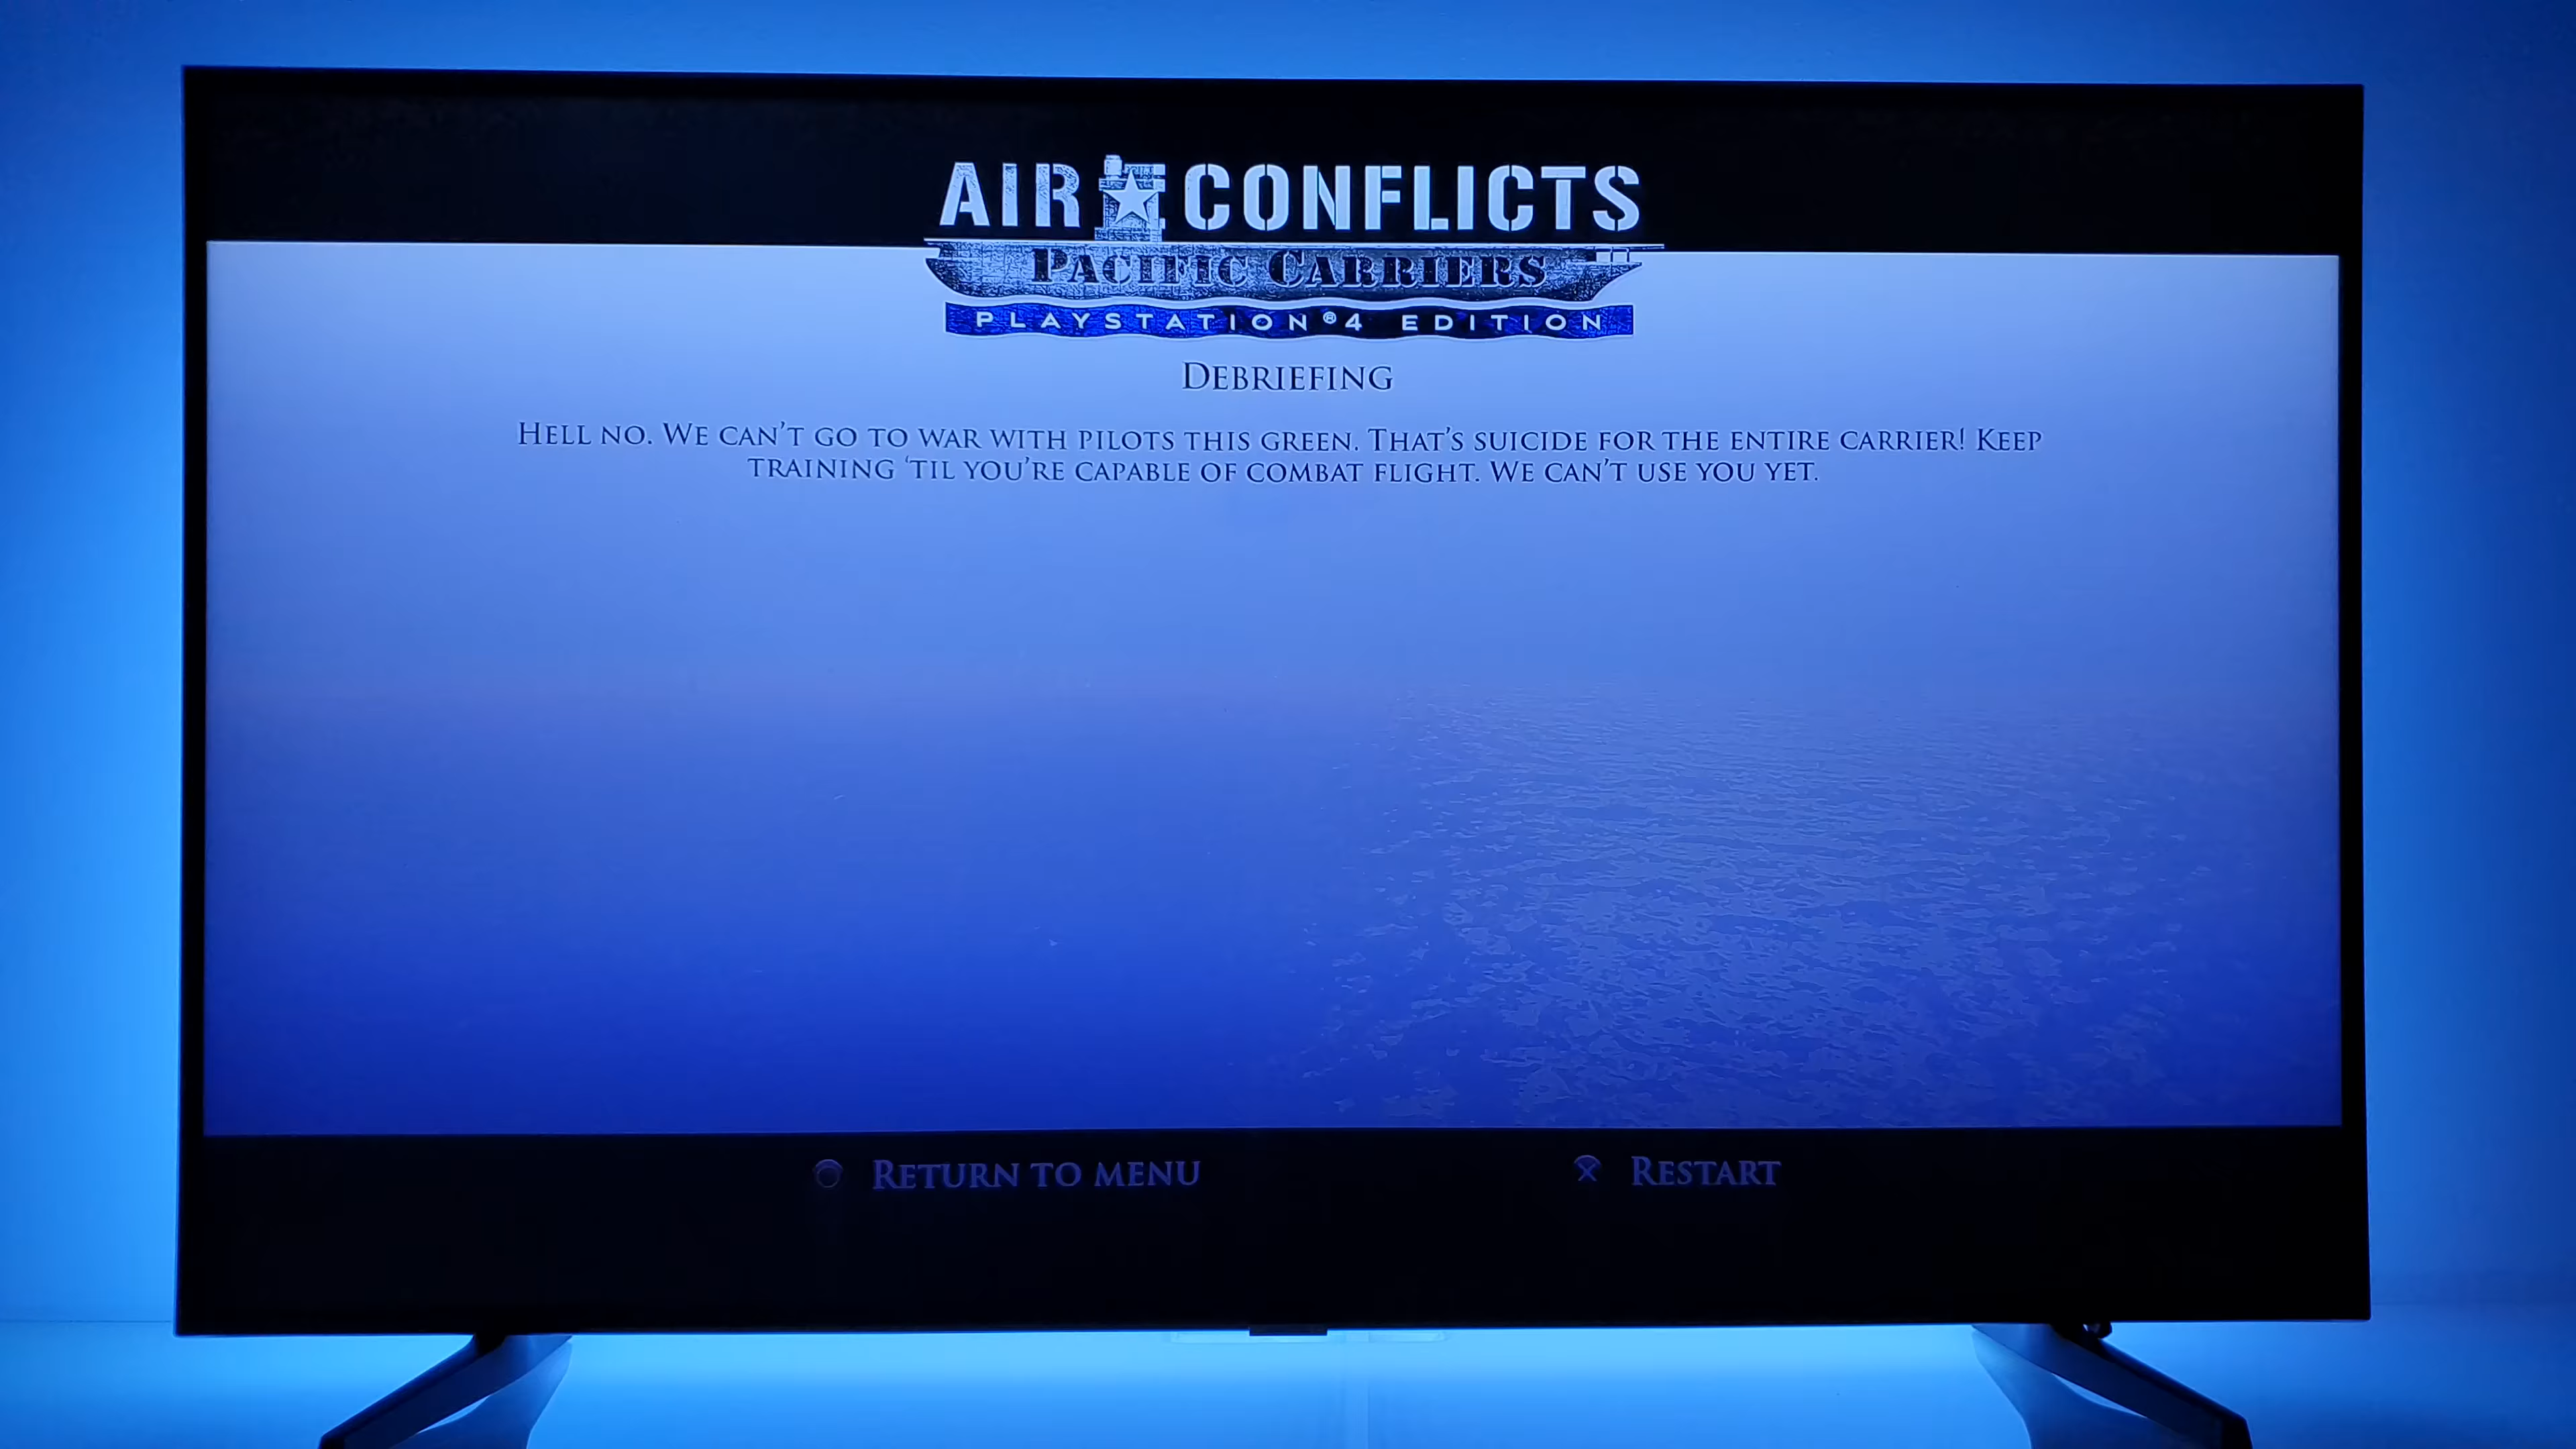 AIR CONFLICTS
PACIFIC CARRIERS
PLAYSTATION®4 EDITION
DEBRIEFING
HELL NO. WE CAN'T GO TO WAR WITH PILOTS THIS GREEN. THAT'S SUICIDE FOR THE ENTIRE CARRIER! KEEP
TRAINING 'TIL YOU'RE CAPABLE OF COMBAT FLIGHT. WE CAN'T USE YOU YET.
RETURN TO MENU
RESTART